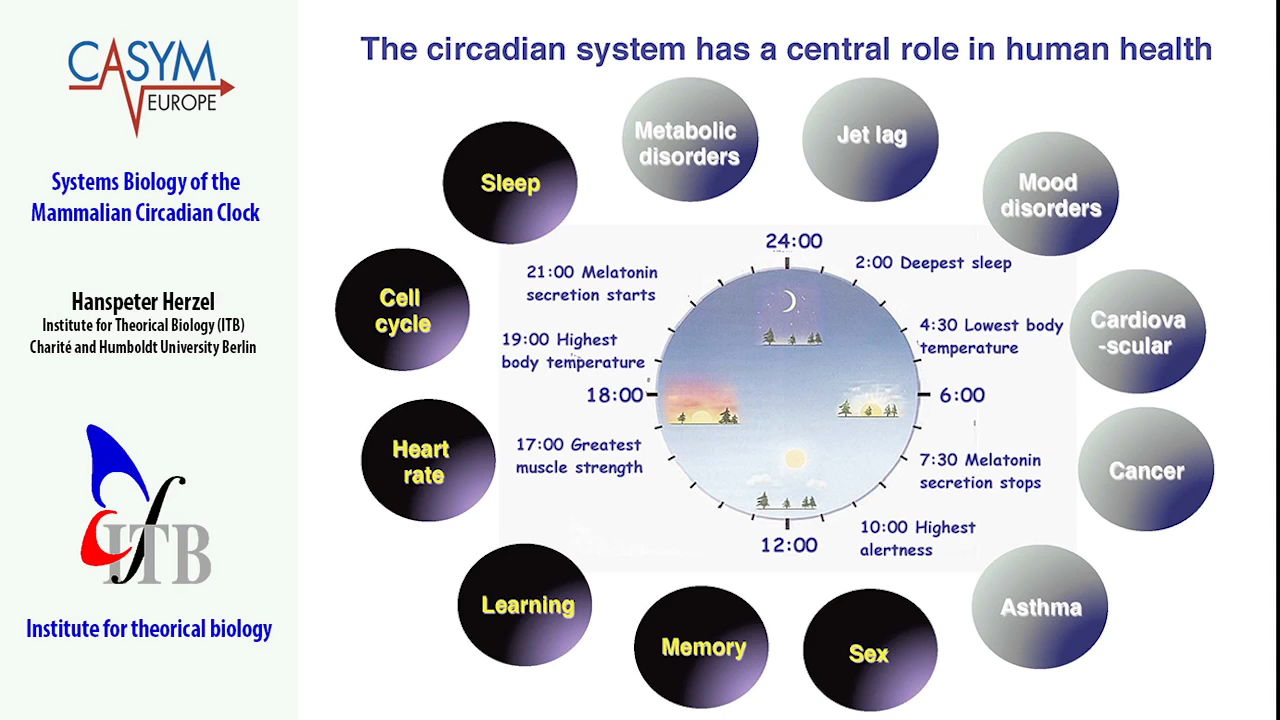 CASYM
EUROPE
Systems Biology of the
Mammalian Circadian Clock
Hanspeter Herzel
Institute for Theorical Biology (ITB)
Charité and Humboldt University Berlin
ITB
Institute for theorical biology
The circadian system has a central role in human health
Metabolic
disorders
Jet lag
Sleep
Mood
disorders
24:00
2:00 Deepest sleep
21:00 Melatonin
secretion starts
Cell
cycle
4:30 Lowest body
temperature
Cardiova
-scular
19:00 Highest
body temperature
18:00
6:00
Heart
rate
17:00 Greatest
muscle strength
7:30 Melatonin
secretion stops
Cancer
10:00 Highest
alertness
12:00
Learning
Asthma
Memory
Sex